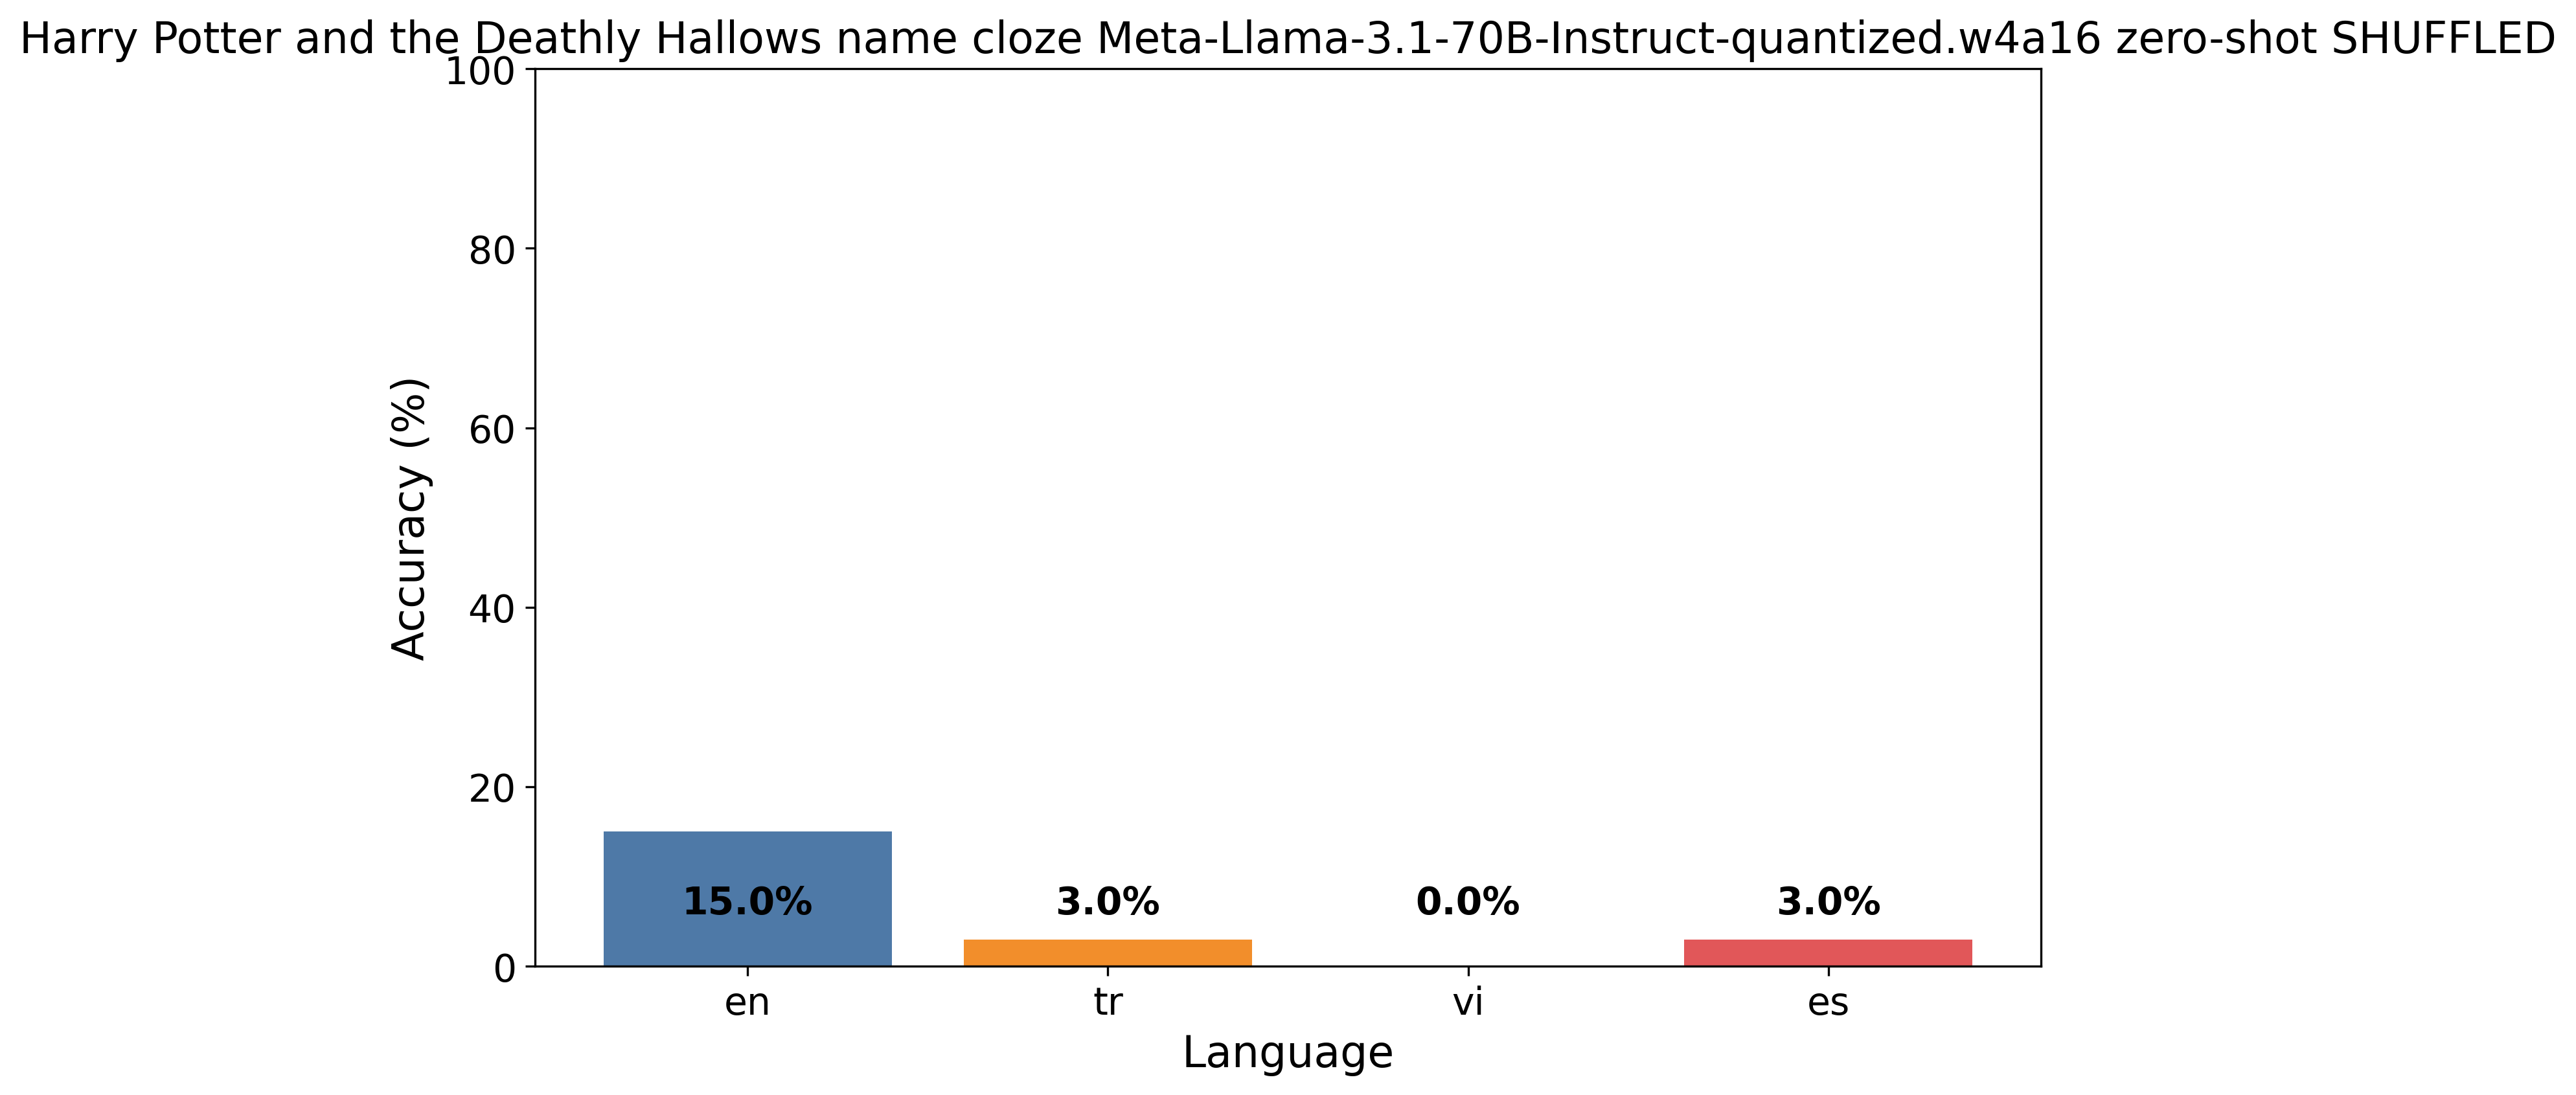 Harry Potter and the Deathly Hallows name cloze Meta-Llama-3.1-70B-Instruct-quantized.w4a16 zero-shot SHUFFLED
100
80
60
40
20
0
Accuracy (%)
15.0%
3.0%
0.0%
3.0%
en
tr
vi
es
Language